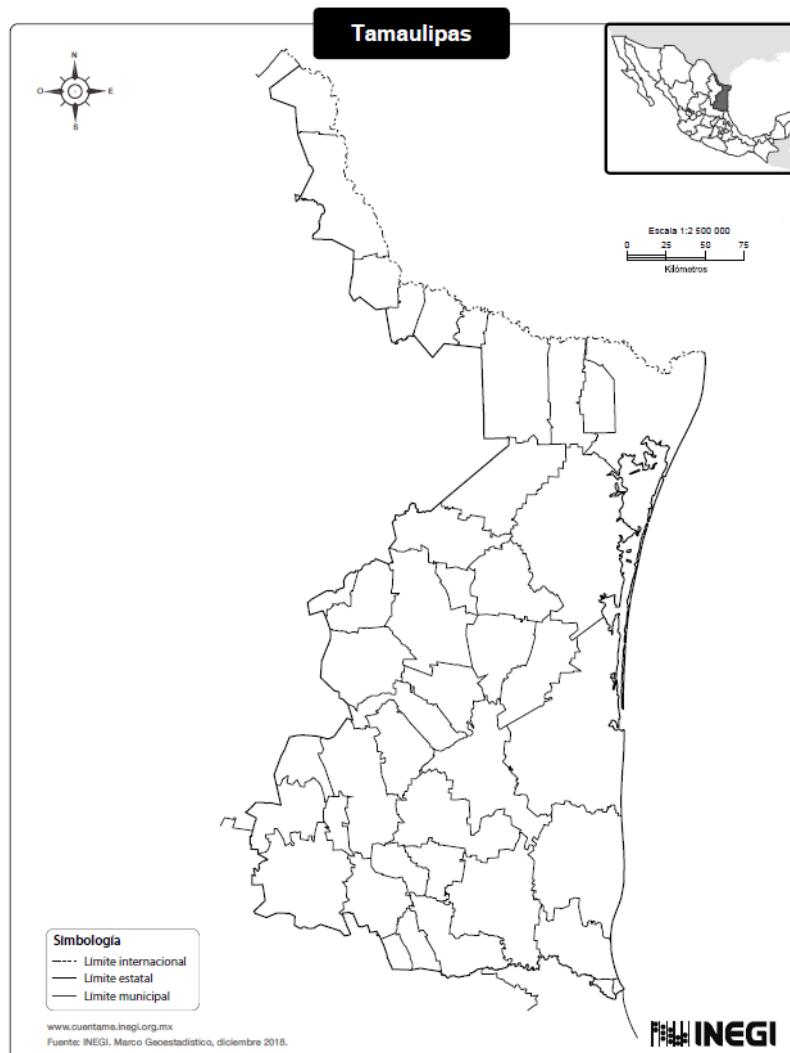 Tamaulipas
N
O
E
S
Escala 1:2 500 000
0 25 50 75
Kilómetros
Simbología
Límite internacional
Límite estatal
Límite municipal
www.cuentame.inegi.org.mx
Fuente: INEGI. Marco Geoestadístico, diciembre 2018.
INEGI